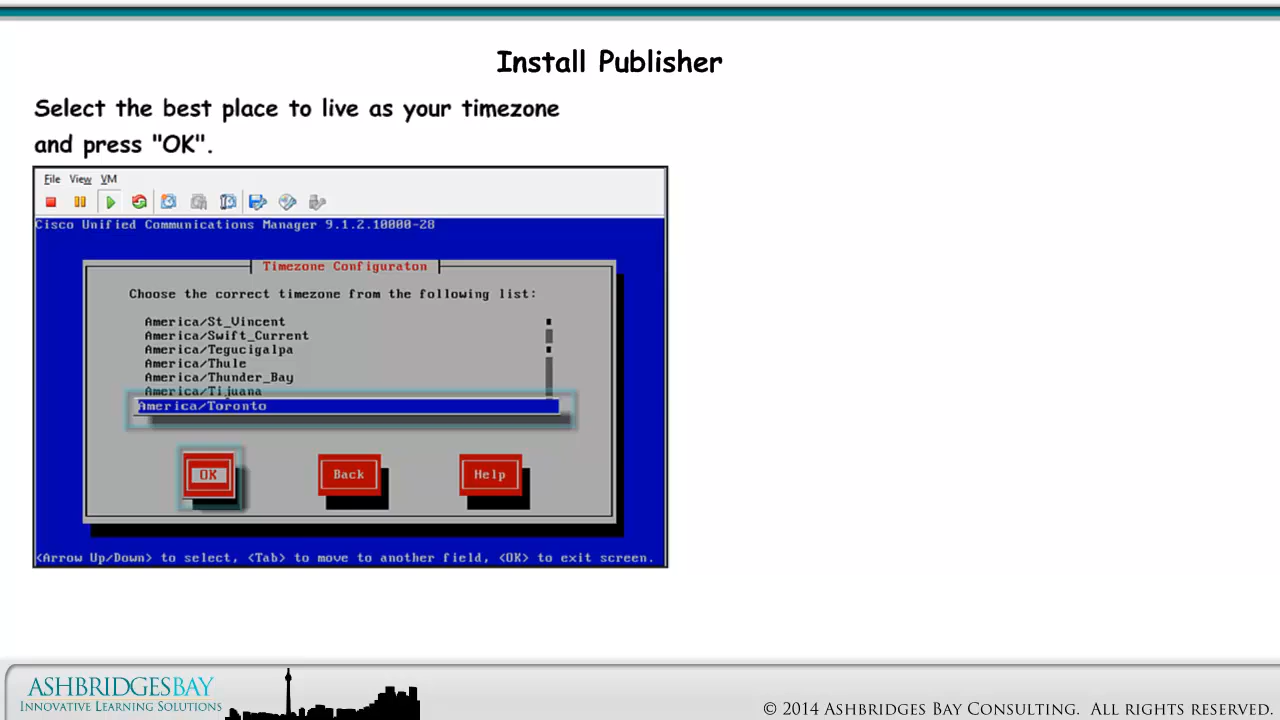 Install Publisher
Select the best place to live as your timezone
and press "OK".
File View VM
Cisco Unified Communications Manager 9.1.2.10000-28
Timezone Configuraton
Choose the correct timezone from the following list:
America/St_Vincent
America/Swift_Current
America/Tegucigalpa
America/Thule
America/Thunder_Bay
America/Tijuana
America/Toronto
OK Back Help
<Arrow Up/Down> to select, <Tab> to move to another field, <OK> to exit screen.
ASHBRIDGESBAY
INNOVATIVE LEARNING SOLUTIONS
© 2014 ASHBRIDGES BAY CONSULTING. ALL RIGHTS RESERVED.